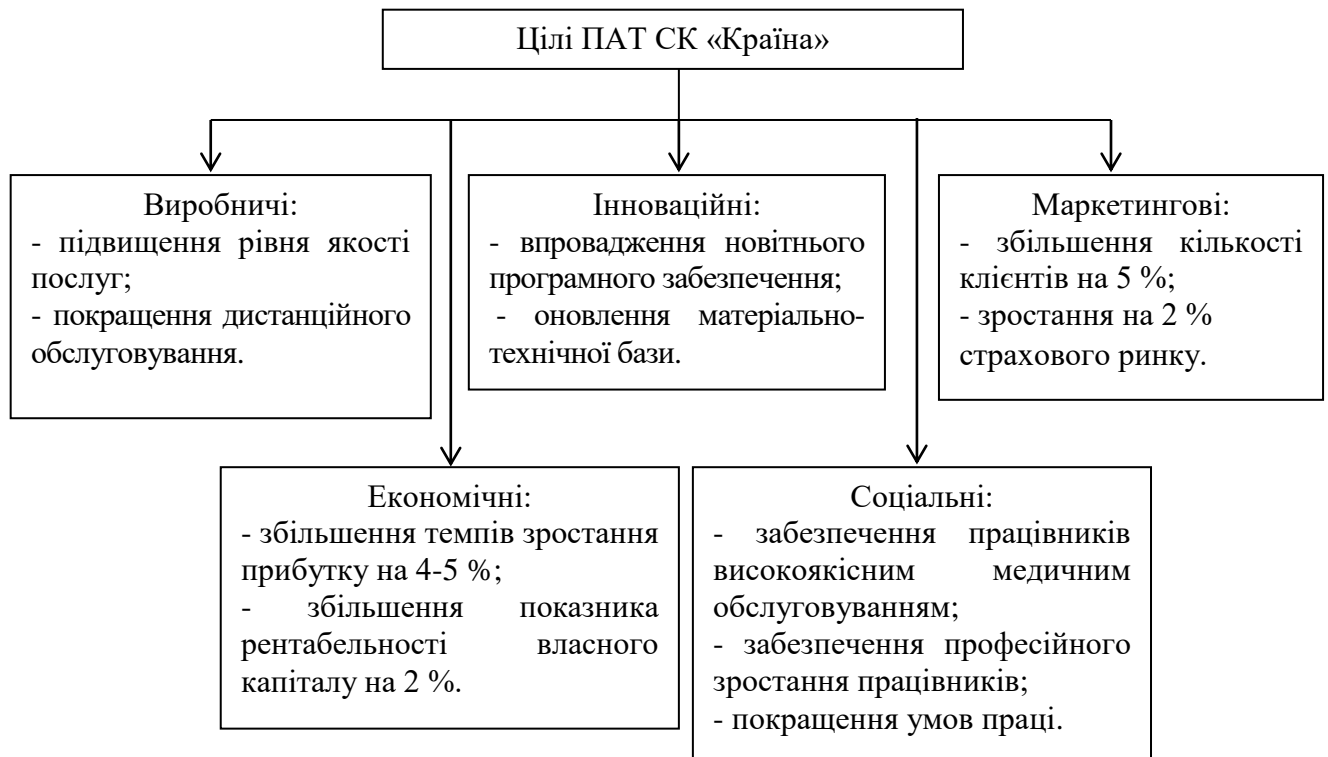 Цілі ПАТ СК «Країна»
Виробничі:
- підвищення рівня якості
послуг;
- покращення дистанційного
обслуговування.
Інноваційні:
- впровадження новітнього
програмного забезпечення;
- оновлення матеріально-
технічної бази.
Маркетингові:
- збільшення кількості
клієнтів на 5 %;
- зростання на 2 %
страхового ринку.
Економічні:
- збільшення темпів зростання
прибутку на 4-5 %;
- збільшення показника
рентабельності власного
капіталу на 2 %.
Соціальні:
- забезпечення працівників
високоякісним медичним
обслуговуванням;
- забезпечення професійного
зростання працівників;
- покращення умов праці.